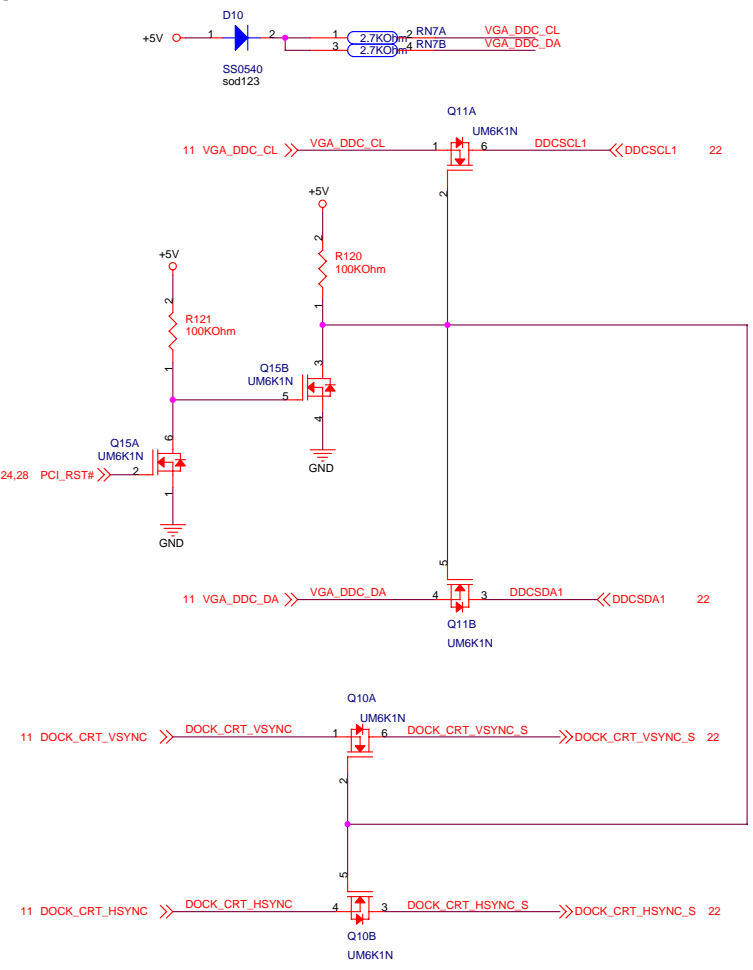 D10
+5V 1 2 1 2.7KOhm 2 RN7A VGA_DDC_CL
3 2.7KOhm 4 RN7B VGA_DDC_DA
SS0540
sod123
Q11A
UM6K1N
11 VGA_DDC_CL VGA_DDC_CL 1 6 DDCSCL1 DDCSCL1 22
2
+5V
2
R120
100KOhm
1
+5V
2
R121
100KOhm
1
Q15B
UM6K1N
3
5
4
GND
Q15A
UM6K1N
6
24,28 PCI_RST# 2
1
GND
5
11 VGA_DDC_DA VGA_DDC_DA 4 3 DDCSDA1 DDCSDA1 22
Q11B
UM6K1N
Q10A
UM6K1N
11 DOCK_CRT_VSYNC DOCK_CRT_VSYNC 1 6 DOCK_CRT_VSYNC_S DOCK_CRT_VSYNC_S 22
2
5
11 DOCK_CRT_HSYNC DOCK_CRT_HSYNC 4 3 DOCK_CRT_HSYNC_S DOCK_CRT_HSYNC_S 22
Q10B
UM6K1N